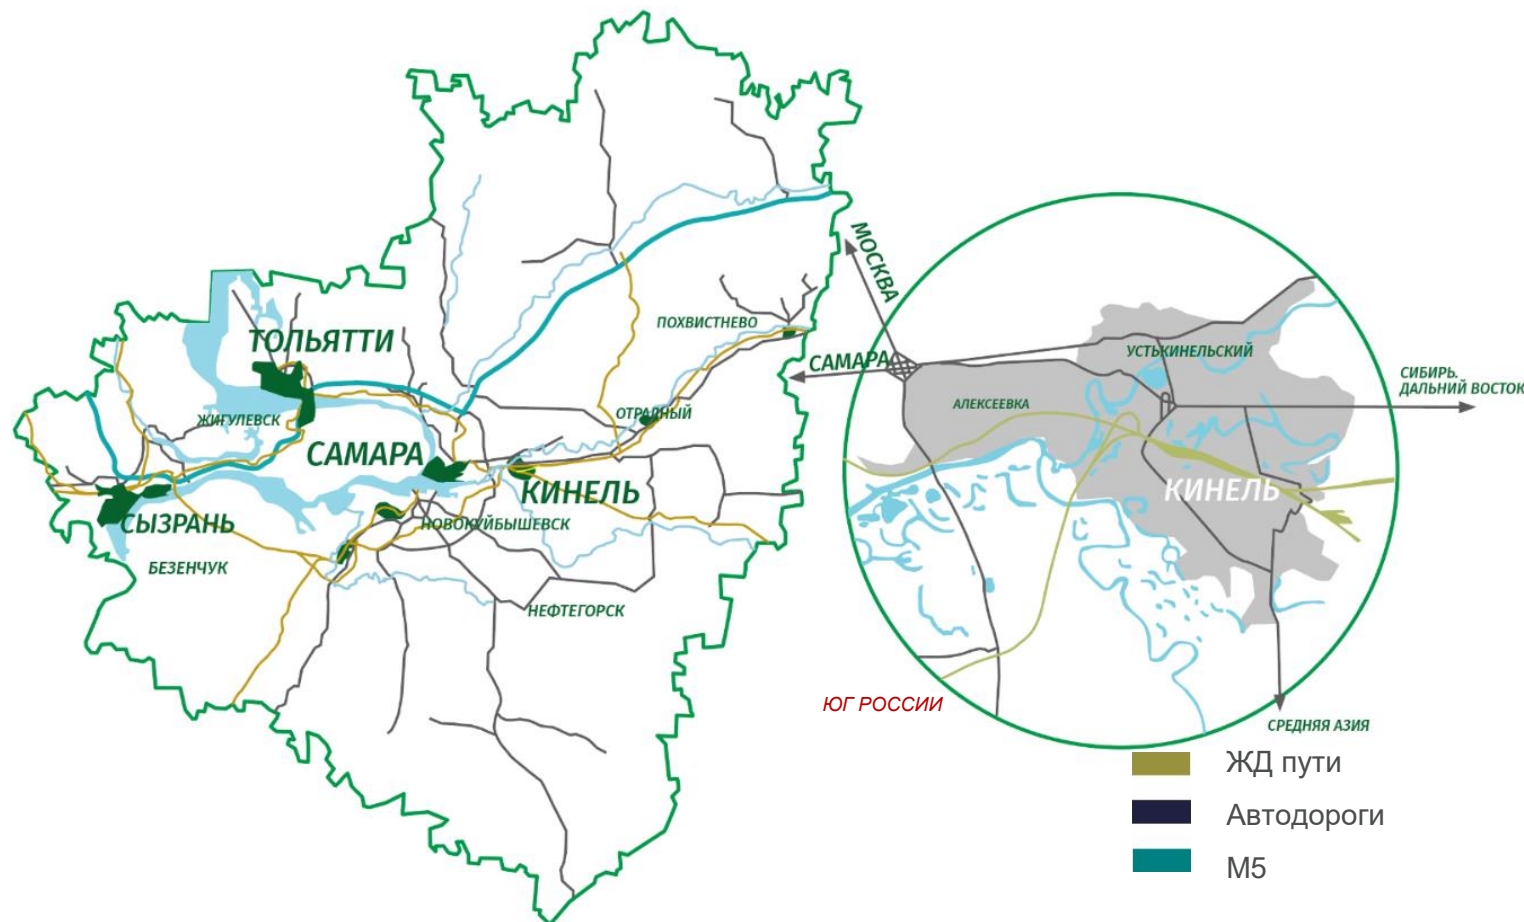 МОСКВА
ПОХВИСТНЕВО
ТОЛЬЯТТИ
САМАРА
УСТЬКИНЕЛЬСКИЙ
СИБИРЬ.
ДАЛЬНИЙ ВОСТОК
АЛЕКСЕЕВКА
ЖИГУЛЕВСК
ОТРАДНЫЙ
САМАРА
КИНЕЛЬ
КИНЕЛЬ
СЫЗРАНЬ
НОВОКУЙБЫШЕВСК
БЕЗЕНЧУК
НЕФТЕГОРСК
ЮГ РОССИИ
СРЕДНЯЯ АЗИЯ
ЖД пути
Автодороги
М5